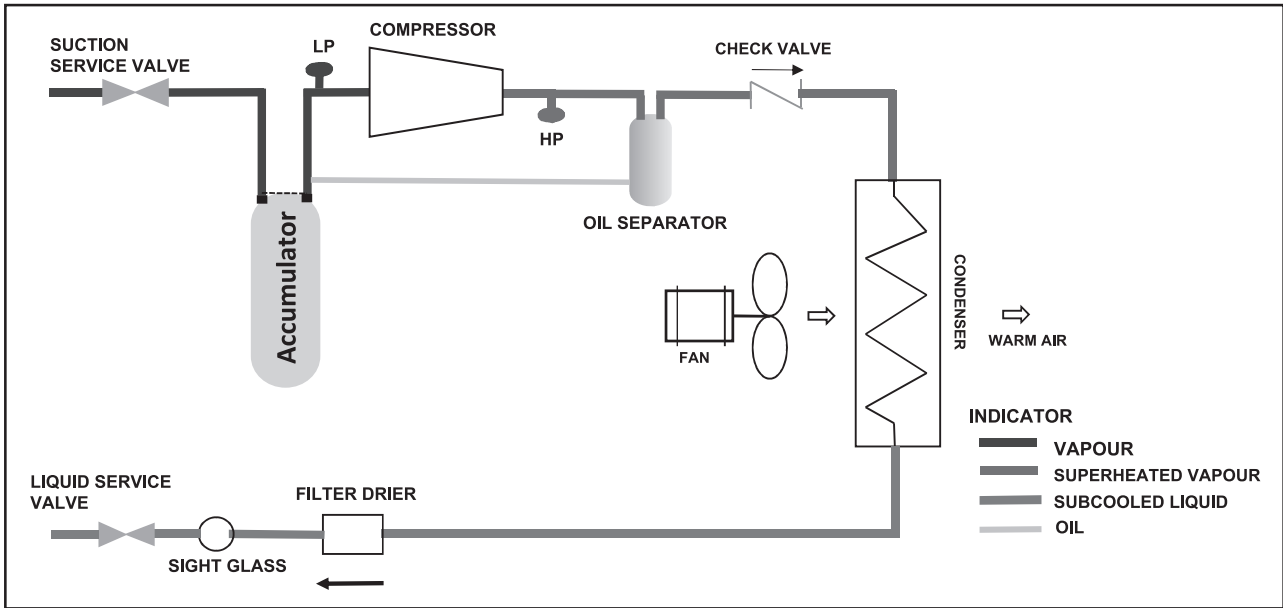 SUCTION
SERVICE VALVE
LP
COMPRESSOR
CHECK VALVE
HP
OIL SEPARATOR
Accumulator
FAN
CONDENSER
WARM AIR
INDICATOR
VAPOUR
SUPERHEATED VAPOUR
SUBCOOLED LIQUID
OIL
LIQUID SERVICE
VALVE
SIGHT GLASS
FILTER DRIER